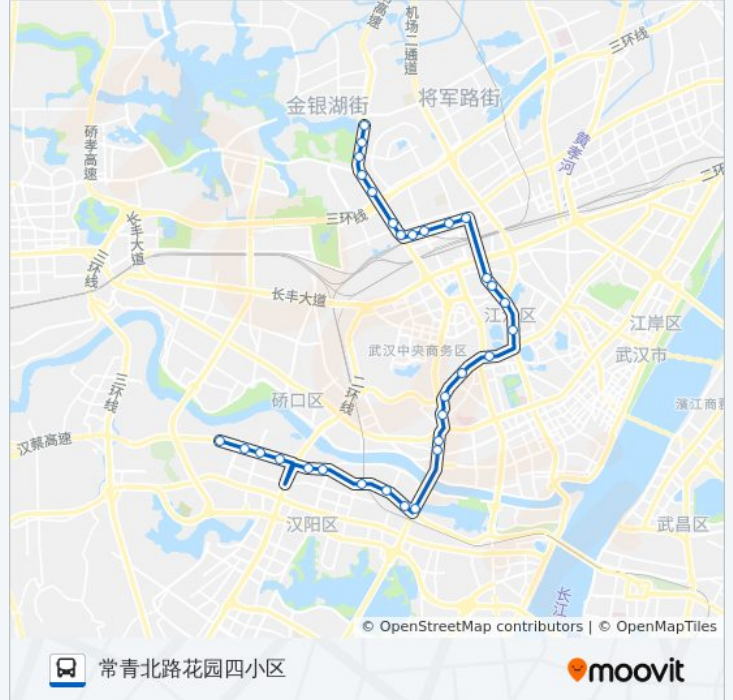 高速
机场二通道
三环线
金银湖街
将军路街
硚孝高速
黄孝河
二环
长丰大道
三环线
三环线
长丰大道
江汉区
江岸区
武汉中央商务区
武汉市
三环线
二环线
硚口区
汉蔡高速
汉阳区
武昌区
长江
© OpenStreetMap contributors | © OpenMapTiles
常青北路花园四小区
moovit